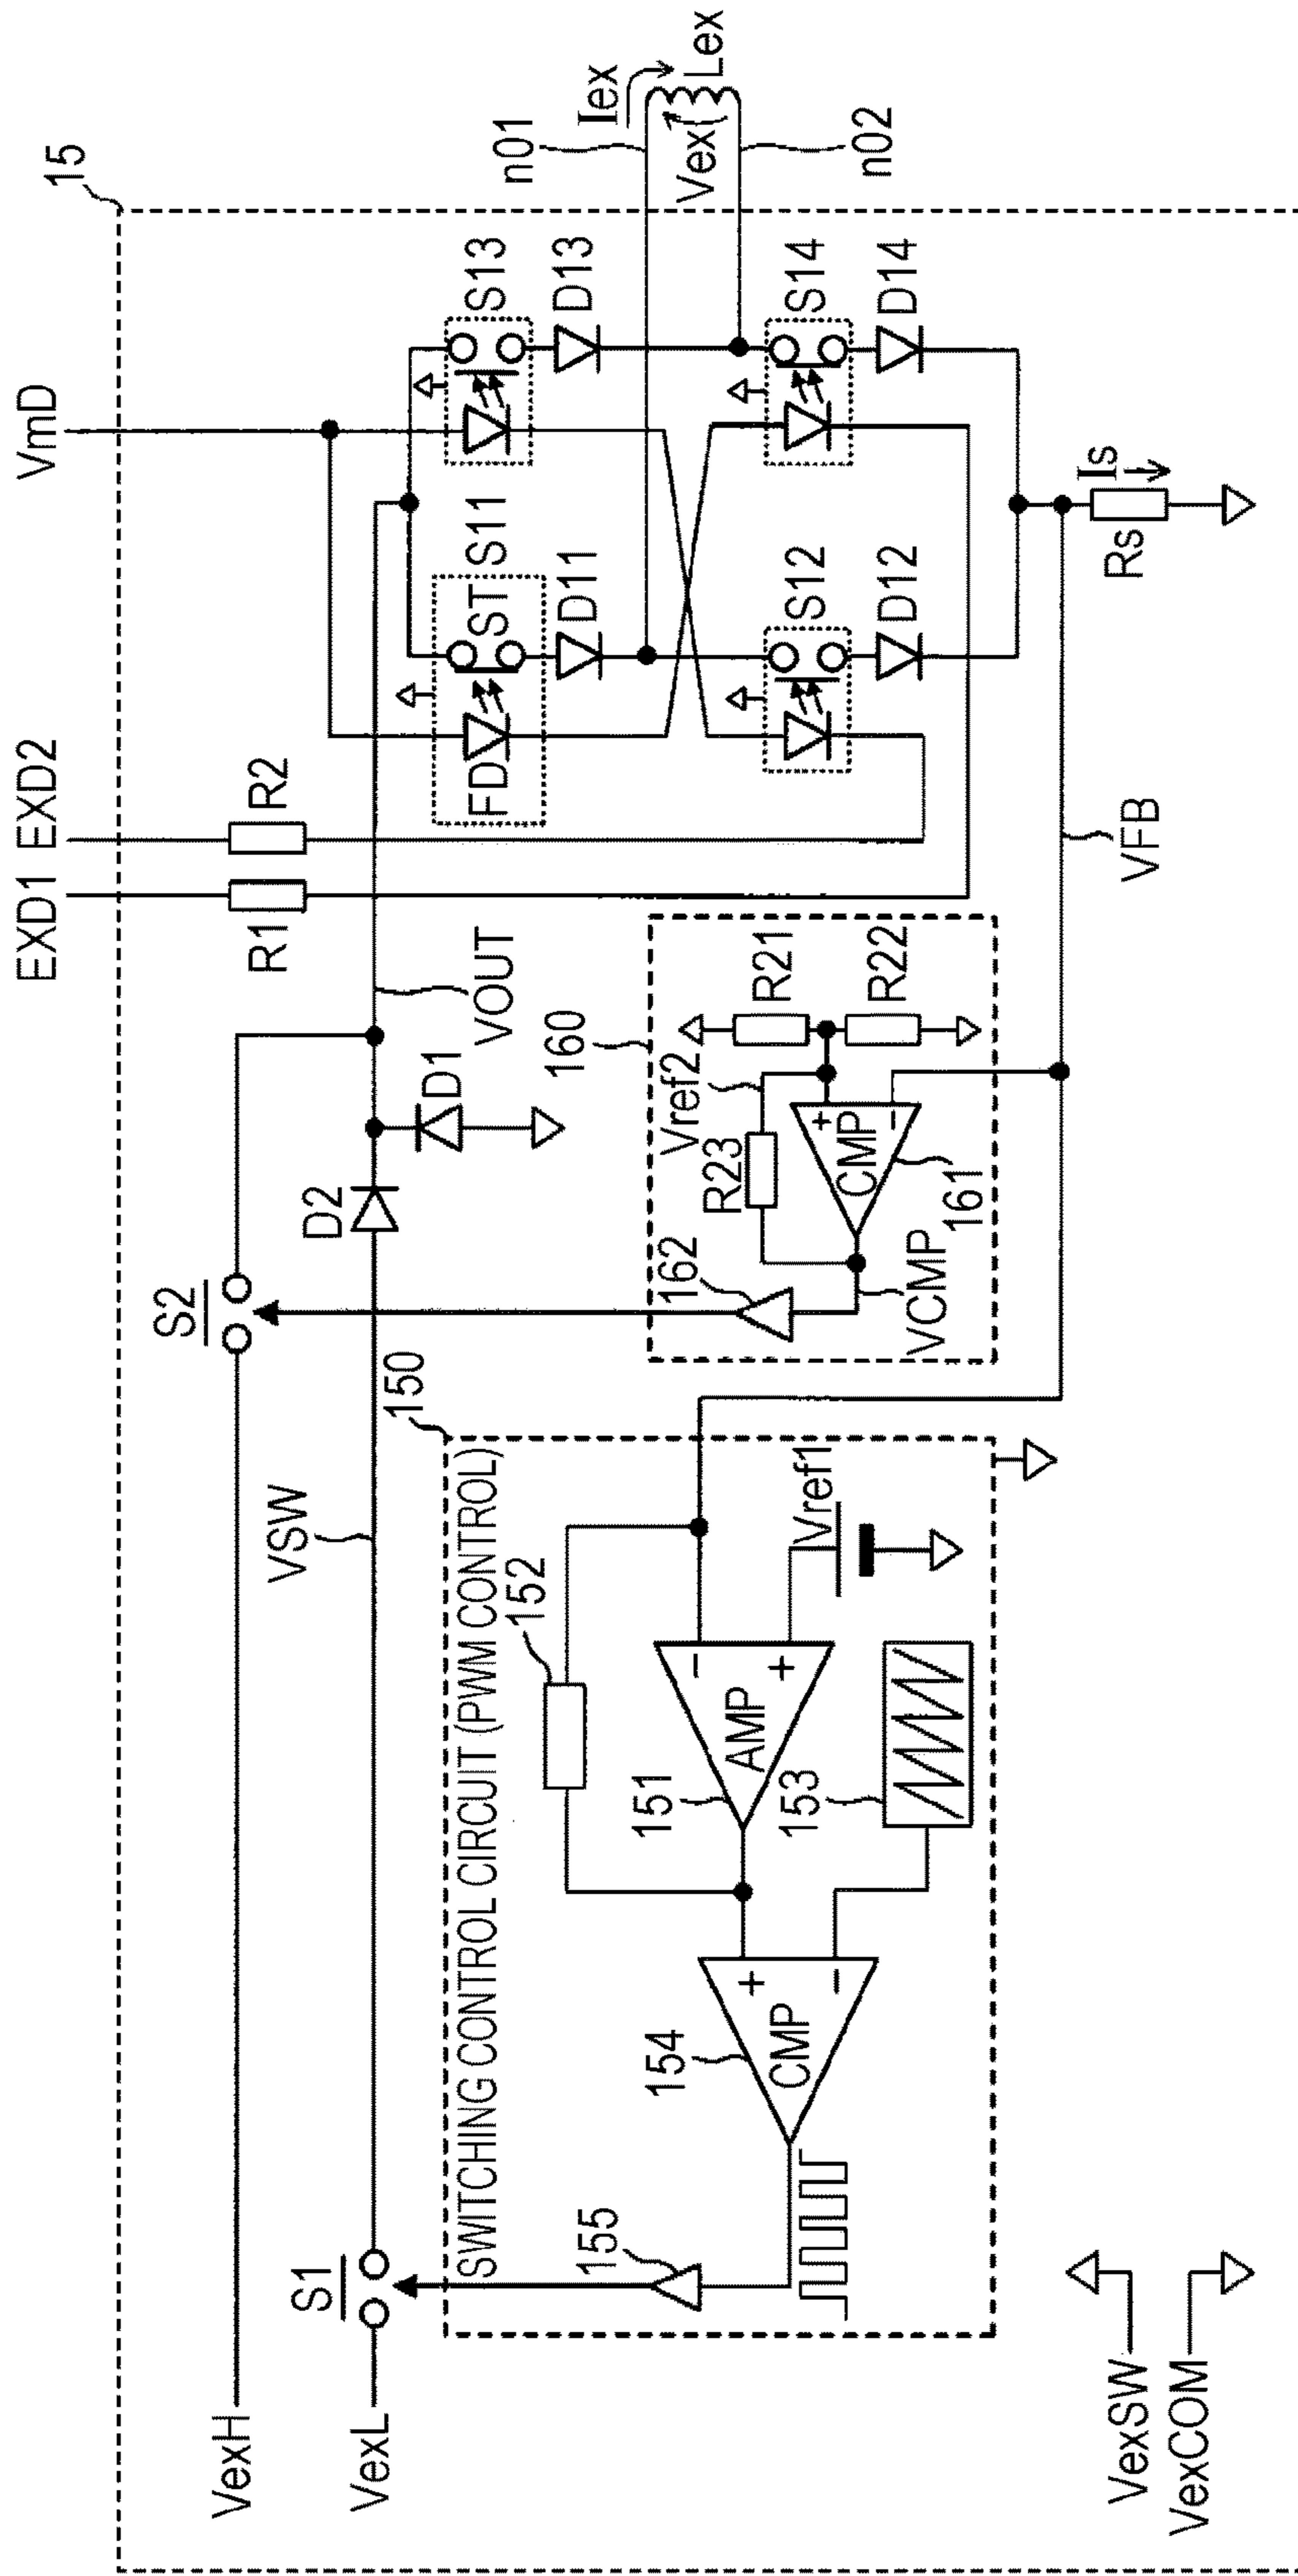 15
VmD
EXD1
EXD2
R1
R2
S13
D13
S11
ST
FD
D11
S14
D14
S12
D12
n01
Iex
Lex
Vex
n02
Is
Rs
VFB
VOUT
D1
D2
S2
VexH
VSW
S1
VexL
160
R21
R22
Vref2
R23
+
−
CMP
161
162
VCMP
150
SWITCHING CONTROL CIRCUIT (PWM CONTROL)
152
−
+
AMP
151
Vref1
153
+
−
CMP
154
155
VexSW
VexCOM